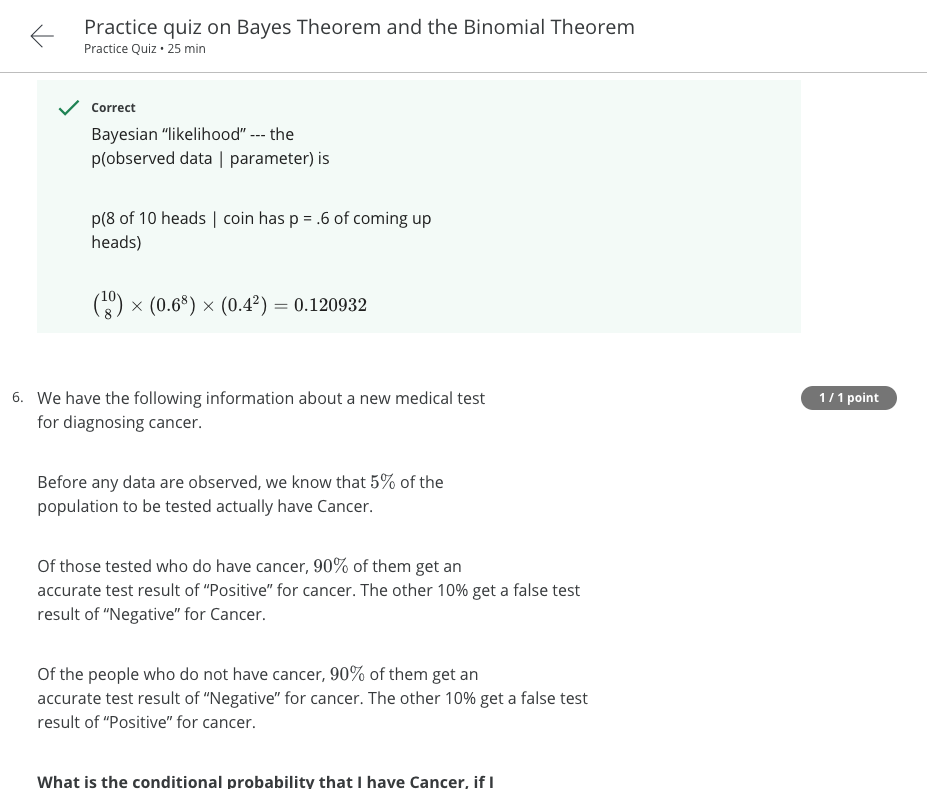 Practice quiz on Bayes Theorem and the Binomial Theorem
Practice Quiz • 25 min
Correct
Bayesian “likelihood” --- the
p(observed data | parameter) is
p(8 of 10 heads | coin has p = .6 of coming up
heads)
(10 8) × (0.6⁸) × (0.4²) = 0.120932
6. We have the following information about a new medical test
1 / 1 point
for diagnosing cancer.
Before any data are observed, we know that 5% of the
population to be tested actually have Cancer.
Of those tested who do have cancer, 90% of them get an
accurate test result of “Positive” for cancer. The other 10% get a false test
result of “Negative” for Cancer.
Of the people who do not have cancer, 90% of them get an
accurate test result of “Negative” for cancer. The other 10% get a false test
result of “Positive” for cancer.
What is the conditional probability that I have Cancer, if I